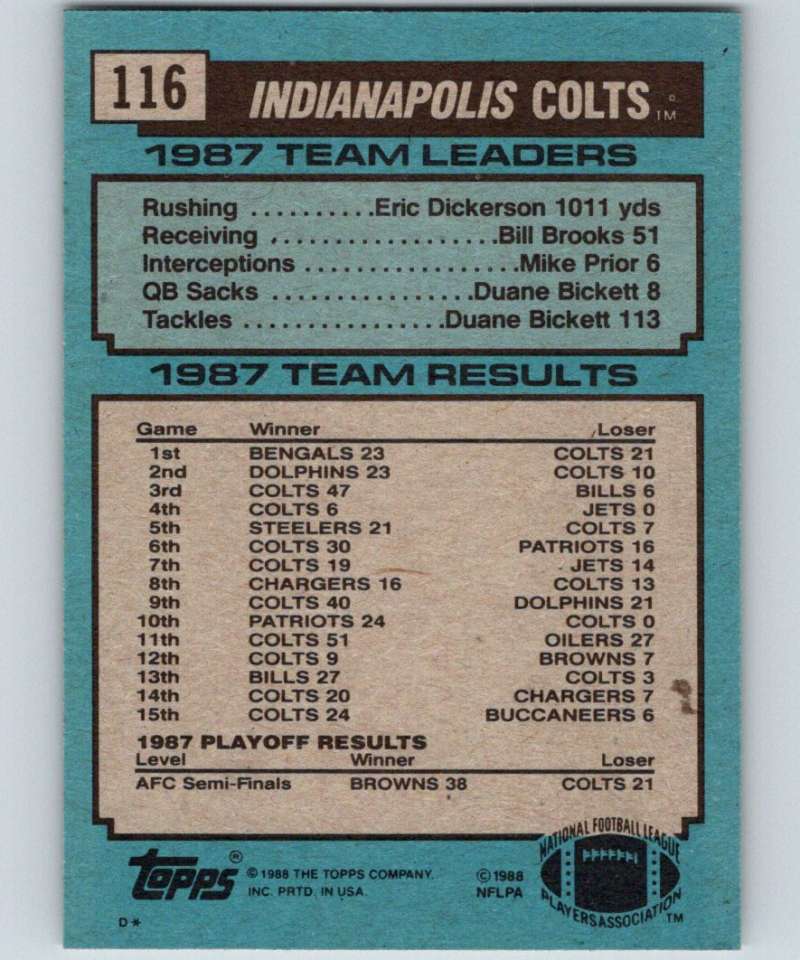 116
INDIANAPOLIS COLTS ©TM
1987 TEAM LEADERS
Rushing ..........Eric Dickerson 1011 yds
Receiving ..................Bill Brooks 51
Interceptions .................Mike Prior 6
QB Sacks ................Duane Bickett 8
Tackles ................Duane Bickett 113
1987 TEAM RESULTS
Game Winner Loser
1st BENGALS 23 COLTS 21
2nd DOLPHINS 23 COLTS 10
3rd COLTS 47 BILLS 6
4th COLTS 6 JETS 0
5th STEELERS 21 COLTS 7
6th COLTS 30 PATRIOTS 16
7th COLTS 19 JETS 14
8th CHARGERS 16 COLTS 13
9th COLTS 40 DOLPHINS 21
10th PATRIOTS 24 COLTS 0
11th COLTS 51 OILERS 27
12th COLTS 9 BROWNS 7
13th BILLS 27 COLTS 3
14th COLTS 20 CHARGERS 7
15th COLTS 24 BUCCANEERS 6
1987 PLAYOFF RESULTS
Level Winner Loser
AFC Semi-Finals BROWNS 38 COLTS 21
TOPPS®
© 1988 THE TOPPS COMPANY.
INC. PRTD. IN USA.
© 1988
NFLPA
NATIONAL FOOTBALL LEAGUE
PLAYERS ASSOCIATION TM
D*